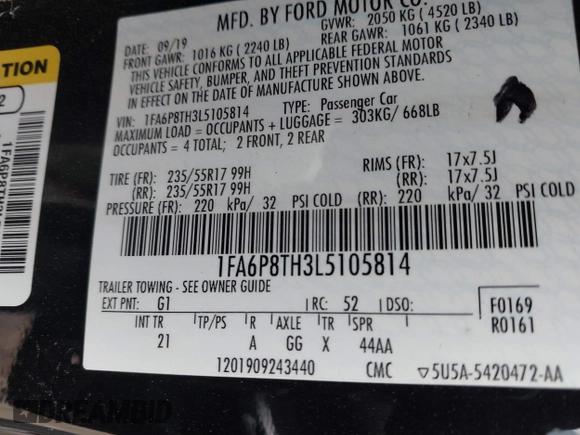 MFD. BY FORD MOTOR CO.
DATE: 09/19
GVWR: 2050 KG ( 4520 LB)
FRONT GAWR: 1016 KG ( 2240 LB)
REAR GAWR: 1061 KG ( 2340 LB)
THIS VEHICLE CONFORMS TO ALL APPLICABLE FEDERAL MOTOR
VEHICLE SAFETY, BUMPER, AND THEFT PREVENTION STANDARDS
IN EFFECT ON THE DATE OF MANUFACTURE SHOWN ABOVE
VIN: 1FA6P8TH3L5105814 TYPE: Passenger Car
MAXIMUM LOAD = OCCUPANTS + LUGGAGE = 303KG/ 668LB
OCCUPANTS = 4 TOTAL; 2 FRONT, 2 REAR
TIRE (FR): 235/55R17 99H RIMS (FR): 17x7.5J
(RR): 235/55R17 99H (RR): 17x7.5J
PRESSURE (FR): 220 kPa/ 32 PSI COLD (RR): 220 kPa/ 32 PSI COLD
1FA6P8TH3L5105814
TRAILER TOWING - SEE OWNER GUIDE
EXT PNT: G1 RC: 52 DSO: F0169
R0161
INT TR TP/PS R AXLE TR SPR
21 A GG X 44AA
1201909243440 CMC ▽5U5A-5420472-AA
TION
2
1FA6P8TH
DREAMBID